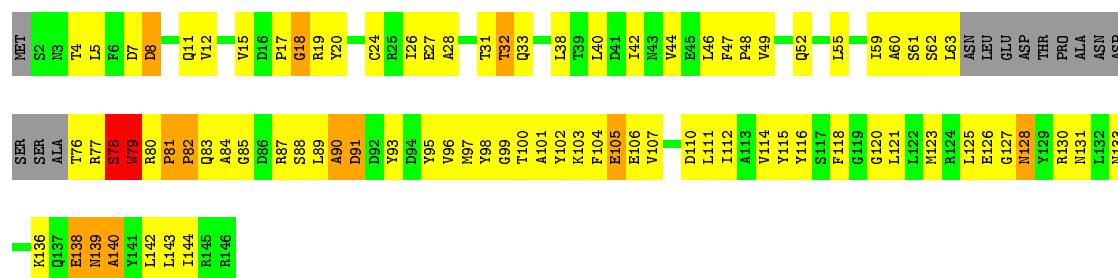 MET S2 N3 T4 L5 F6 D7 D8 Q11 V12 V15 D16 P17 G18 R19 Y20 C24 R25 I26 E27 A28 T31 T32 Q33 L38 T39 L40 D41 I42 N43 V44 E45 L46 F47 P48 V49 Q52 L55 I59 A60 S61 S62 L63 ASN LEU GLU ASP THR PRO ALA ASN ASP
SER SER ALA T76 R77 S78 W79 R80 P81 P82 Q83 A84 G85 D86 R87 S88 L89 A90 D91 D92 Y93 D94 Y95 V96 M97 Y98 G99 T100 A101 Y102 K103 F104 E105 E106 V107 D110 L111 I112 A113 V114 Y115 Y116 S117 F118 G119 G120 L121 L122 M123 R124 L125 E126 G127 N128 Y129 R130 N131 L132 N133
K136 Q137 E138 N139 A140 Y141 L142 L143 I144 R145 R146